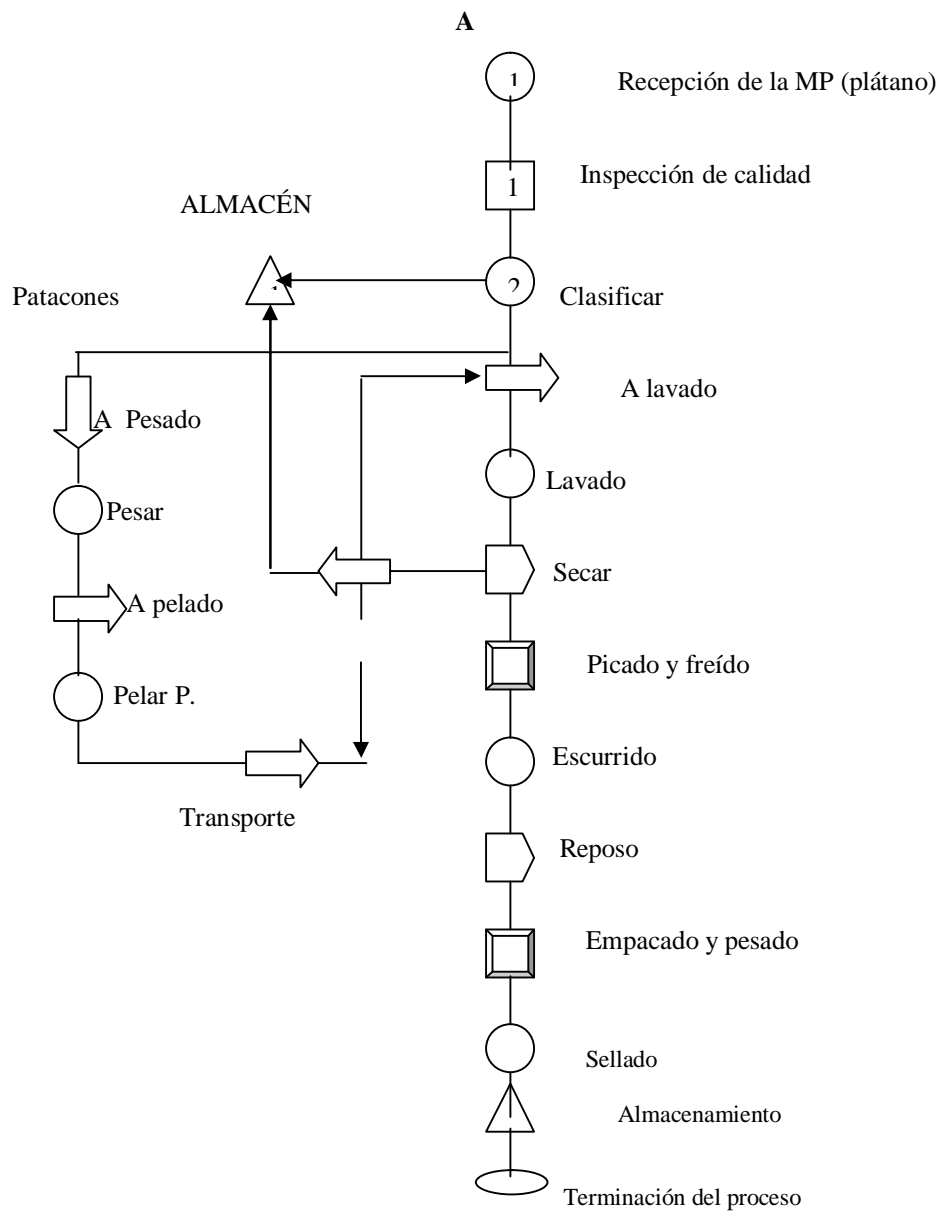 A
1
Recepción de la MP (plátano)
1
Inspección de calidad
ALMACÉN
2
Clasificar
Patacones
A lavado
A Pesado
Lavado
Pesar
Secar
A pelado
Picado y freído
Pelar P.
Escurrido
Transporte
Reposo
Empacado y pesado
Sellado
Almacenamiento
Terminación del proceso